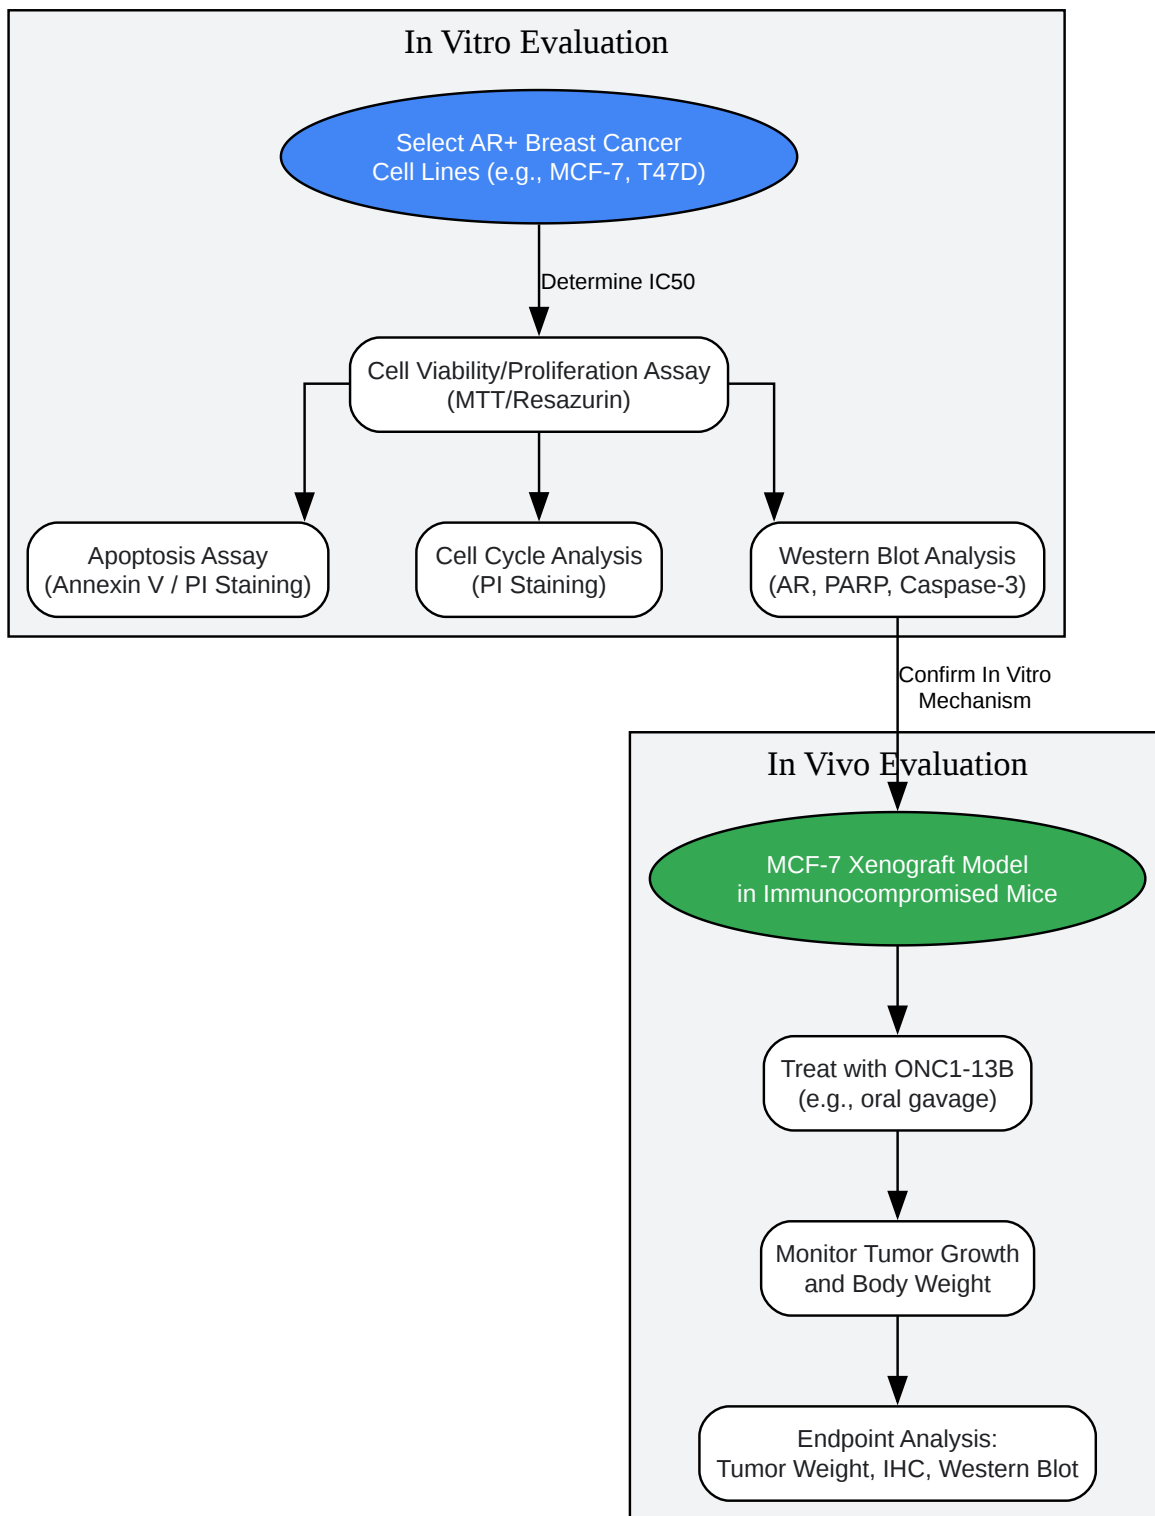 In Vitro Evaluation
Select AR+ Breast Cancer
Cell Lines (e.g., MCF-7, T47D)
Determine IC50
Cell Viability/Proliferation Assay
(MTT/Resazurin)
Apoptosis Assay
(Annexin V / PI Staining)
Cell Cycle Analysis
(PI Staining)
Western Blot Analysis
(AR, PARP, Caspase-3)
Confirm In Vitro
Mechanism
In Vivo Evaluation
MCF-7 Xenograft Model
in Immunocompromised Mice
Treat with ONC1-13B
(e.g., oral gavage)
Monitor Tumor Growth
and Body Weight
Endpoint Analysis:
Tumor Weight, IHC, Western Blot